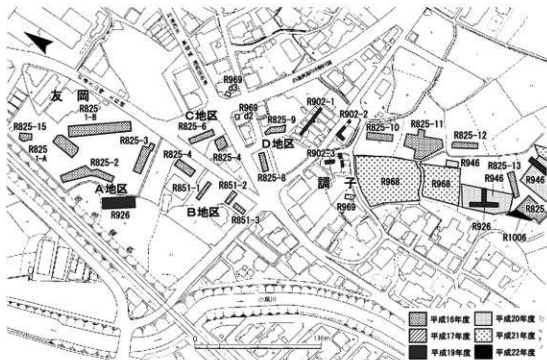 友岡
R825
1-B
R825-15
R825
1-A
R825-2
R825-3
A地区
R926
C地区
R825-6
R825-4
R825-4
R851-1
R851-2
B地区
R851-3
R969
d3
R969
d2
R825-9
D地区
R825-8
R902-1
R902-2
R902-3
調子
R969
R825-10
R825-11
R825-12
R968
R968
R946
R946
R825-13
R946
R926
R825
R1006
小泉川
0
100m
平成16年度
平成17年度
平成19年度
平成20年度
平成21年度
平成22年度